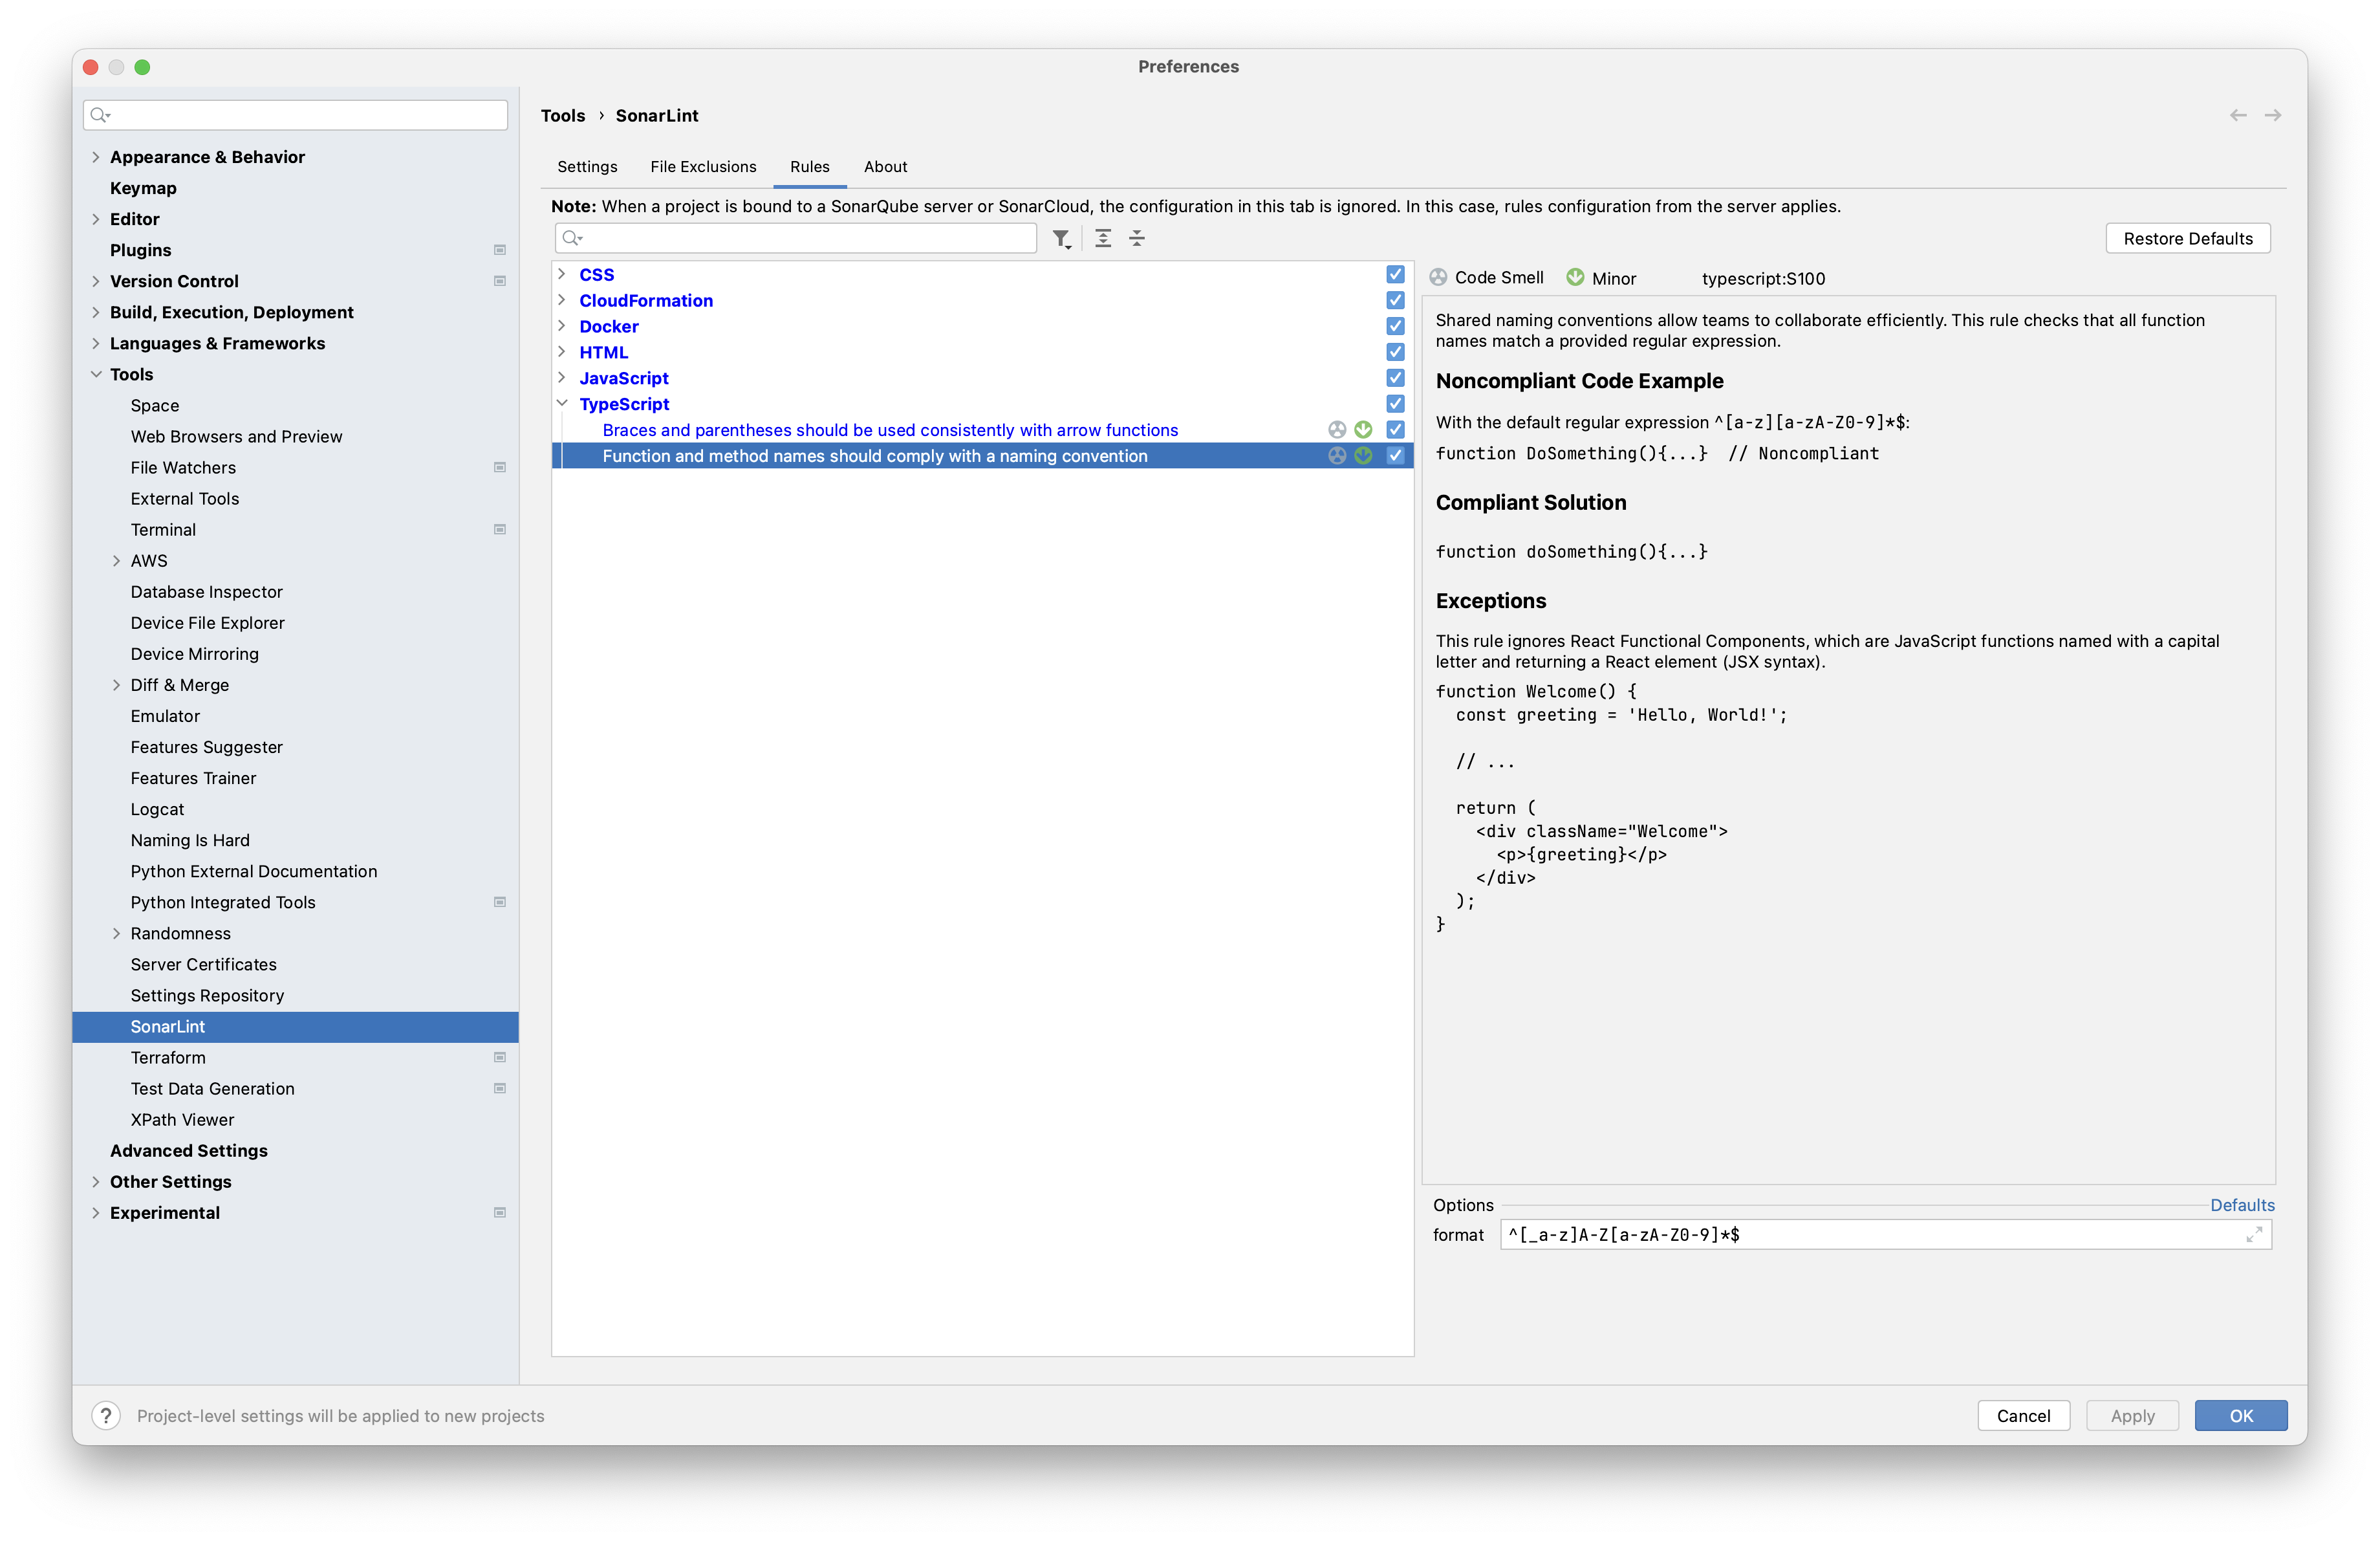 Preferences
Appearance & Behavior
Keymap
Editor
Plugins
Version Control
Build, Execution, Deployment
Languages & Frameworks
Tools
Space
Web Browsers and Preview
File Watchers
External Tools
Terminal
AWS
Database Inspector
Device File Explorer
Device Mirroring
Diff & Merge
Emulator
Features Suggester
Features Trainer
Logcat
Naming Is Hard
Python External Documentation
Python Integrated Tools
Randomness
Server Certificates
Settings Repository
SonarLint
Terraform
Test Data Generation
XPath Viewer
Advanced Settings
Other Settings
Experimental
Tools › SonarLint
Settings File Exclusions Rules About
Note: When a project is bound to a SonarQube server or SonarCloud, the configuration in this tab is ignored. In this case, rules configuration from the server applies.
Restore Defaults
CSS
CloudFormation
Docker
HTML
JavaScript
TypeScript
Braces and parentheses should be used consistently with arrow functions
Function and method names should comply with a naming convention
Code Smell Minor typescript:S100
Shared naming conventions allow teams to collaborate efficiently. This rule checks that all function
names match a provided regular expression.
Noncompliant Code Example
With the default regular expression ^[a-z][a-zA-Z0-9]*$:
function DoSomething(){...}  // Noncompliant
Compliant Solution
function doSomething(){...}
Exceptions
This rule ignores React Functional Components, which are JavaScript functions named with a capital
letter and returning a React element (JSX syntax).
function Welcome() {
  const greeting = 'Hello, World!';
  // ...
  return (
    <div className="Welcome">
      <p>{greeting}</p>
    </div>
  );
}
Options Defaults
format ^[_a-z]A-Z[a-zA-Z0-9]*$
? Project-level settings will be applied to new projects
Cancel Apply OK